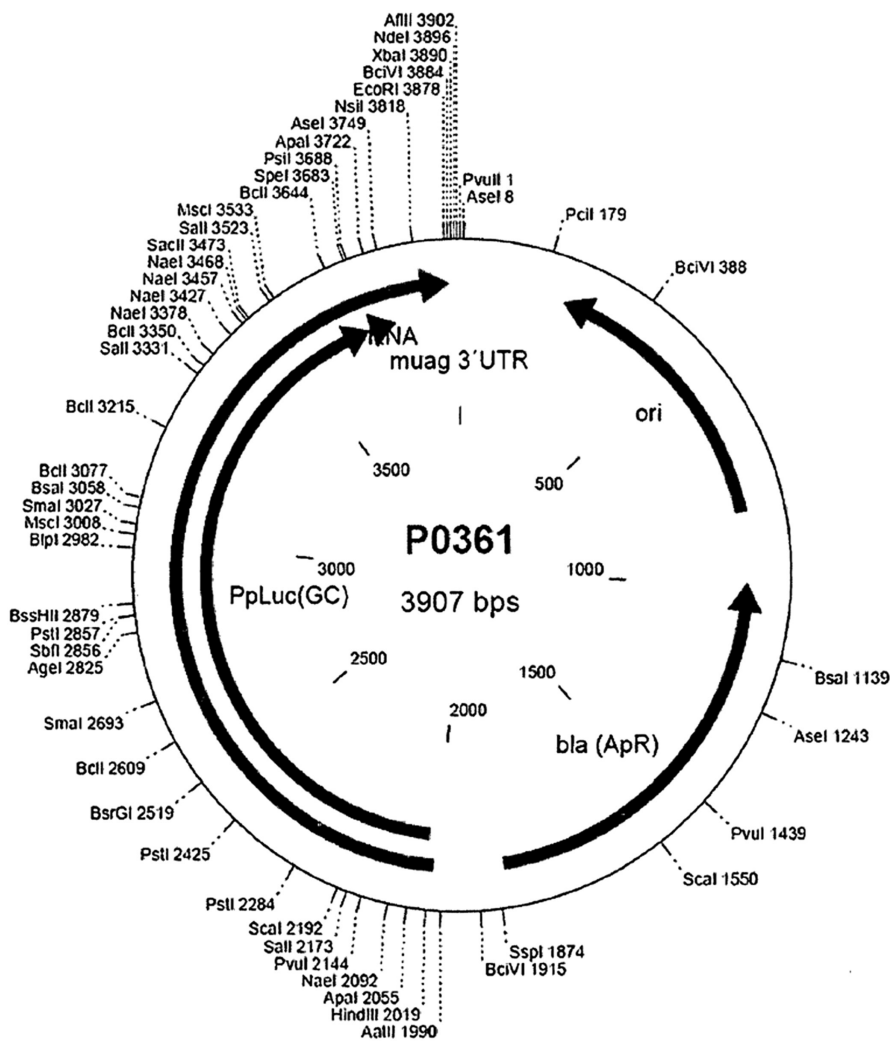 AflII 3902
NdeI 3896
XbaI 3890
BciVI 3884
EcoRI 3878
NsiI 3818
AseI 3749
ApaI 3722
PsiI 3688
SpeI 3683
BclI 3644
MscI 3533
SalI 3523
SacII 3473
NaeI 3468
NaeI 3457
NaeI 3427
NaeI 3378
BclI 3350
SalI 3331
BclI 3215
BclI 3077
BsaI 3058
SmaI 3027
MscI 3008
BlpI 2982
BssHII 2879
PstI 2857
SbfI 2856
AgeI 2825
SmaI 2693
BclI 2609
BsrGI 2519
PstI 2425
PstI 2284
ScaI 2192
SalI 2173
PvuI 2144
NaeI 2092
ApaI 2055
HindIII 2019
AatII 1990
PvuII 1
AseI 8
PciI 179
BciVI 388
BsaI 1139
AseI 1243
PvuI 1439
ScaI 1550
SspI 1874
BciVI 1915
muag 3´UTR
ori
3500
500
P0361
3907 bps
3000
1000
PpLuc(GC)
2500
1500
2000
bla (ApR)